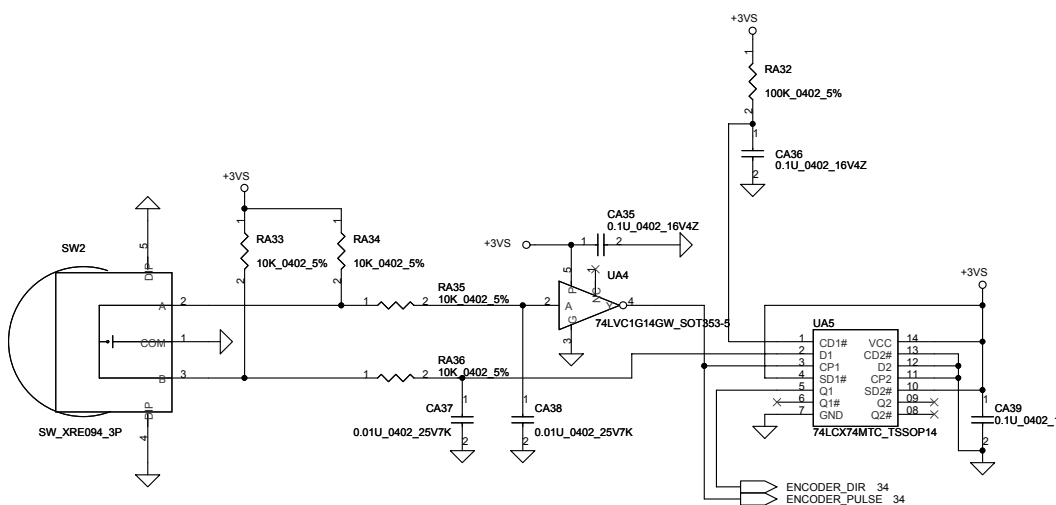 +3VS
1
RA32
100K_0402_5%
2
1
CA36
0.1U_0402_16V4Z
2
+3VS
1
1
RA33
10K_0402_5%
2
RA34
10K_0402_5%
2
CA35
0.1U_0402_16V4Z
+3VS
1
2
SW2
5
DIP
A
2
COM
1
B
3
DIP
4
SW_XRE094_3P
RA35
10K_0402_5%
1
2
RA36
10K_0402_5%
1
2
UA4
5
P
NC
1
2
A
Y
4
G
3
74LVC1G14GW_SOT353-5
CA37
1
0.01U_0402_25V7K
2
CA38
1
0.01U_0402_25V7K
2
+3VS
UA5
1 CD1# VCC 14
2 D1 CD2# 13
3 CP1 D2 12
4 SD1# CP2 11
5 Q1 SD2# 10
6 Q1# Q2 09
7 GND Q2# 08
74LCX74MTC_TSSOP14
1
CA39
0.1U_0402_
2
ENCODER_DIR 34
ENCODER_PULSE 34